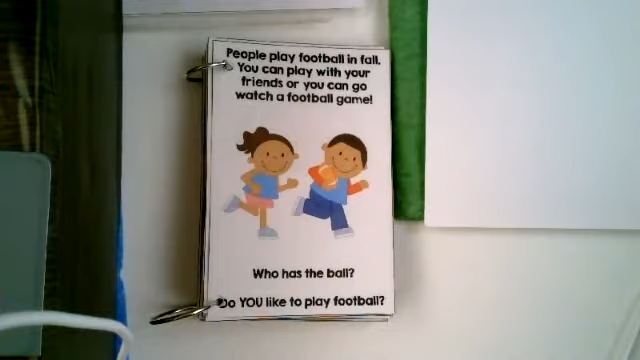 People play football in fall.
You can play with your
friends or you can go
watch a football game!
Who has the ball?
Do YOU like to play football?